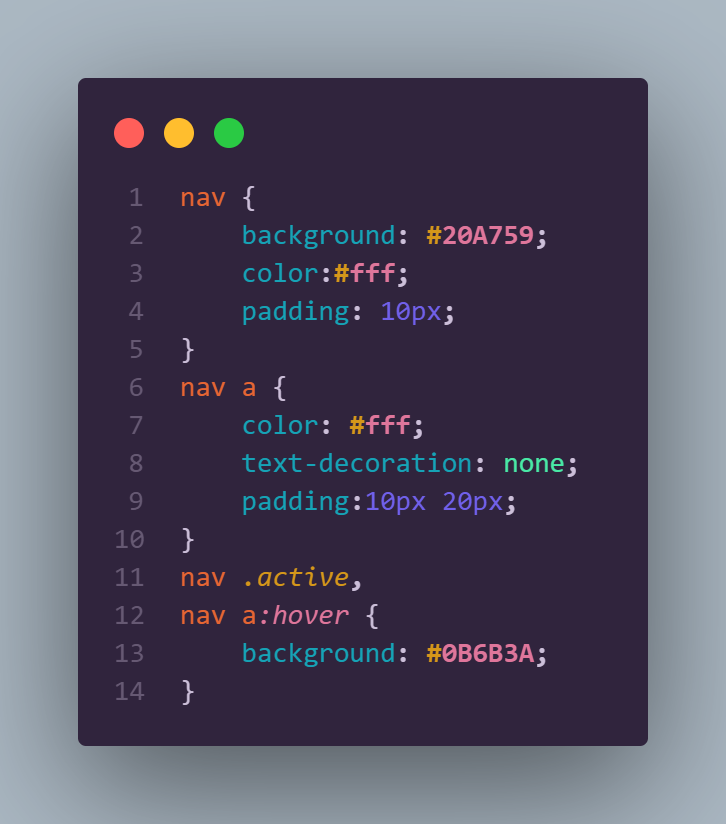 1 nav {
2     background: #20A759;
3     color:#fff;
4     padding: 10px;
5 }
6 nav a {
7     color: #fff;
8     text-decoration: none;
9     padding:10px 20px;
10 }
11 nav .active,
12 nav a:hover {
13     background: #0B6B3A;
14 }